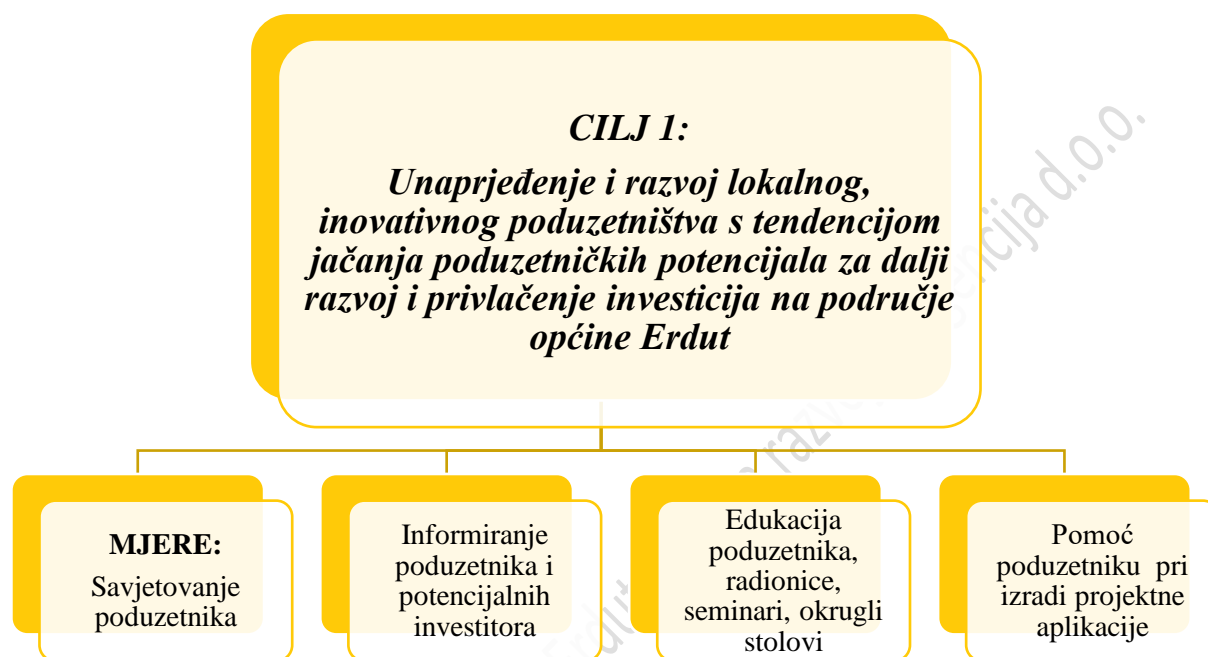 CILJ 1:
Unaprjeđenje i razvoj lokalnog,
inovativnog poduzetništva s tendencijom
jačanja poduzetničkih potencijala za dalji
razvoj i privlačenje investicija na područje
općine Erdut
MJERE:
Savjetovanje
poduzetnika
Informiranje
poduzetnika i
potencijalnih
investitora
Edukacija
poduzetnika,
radionice,
seminari, okrugli
stolovi
Pomoć
poduzetniku pri
izradi projektne
aplikacije
d.o.o.